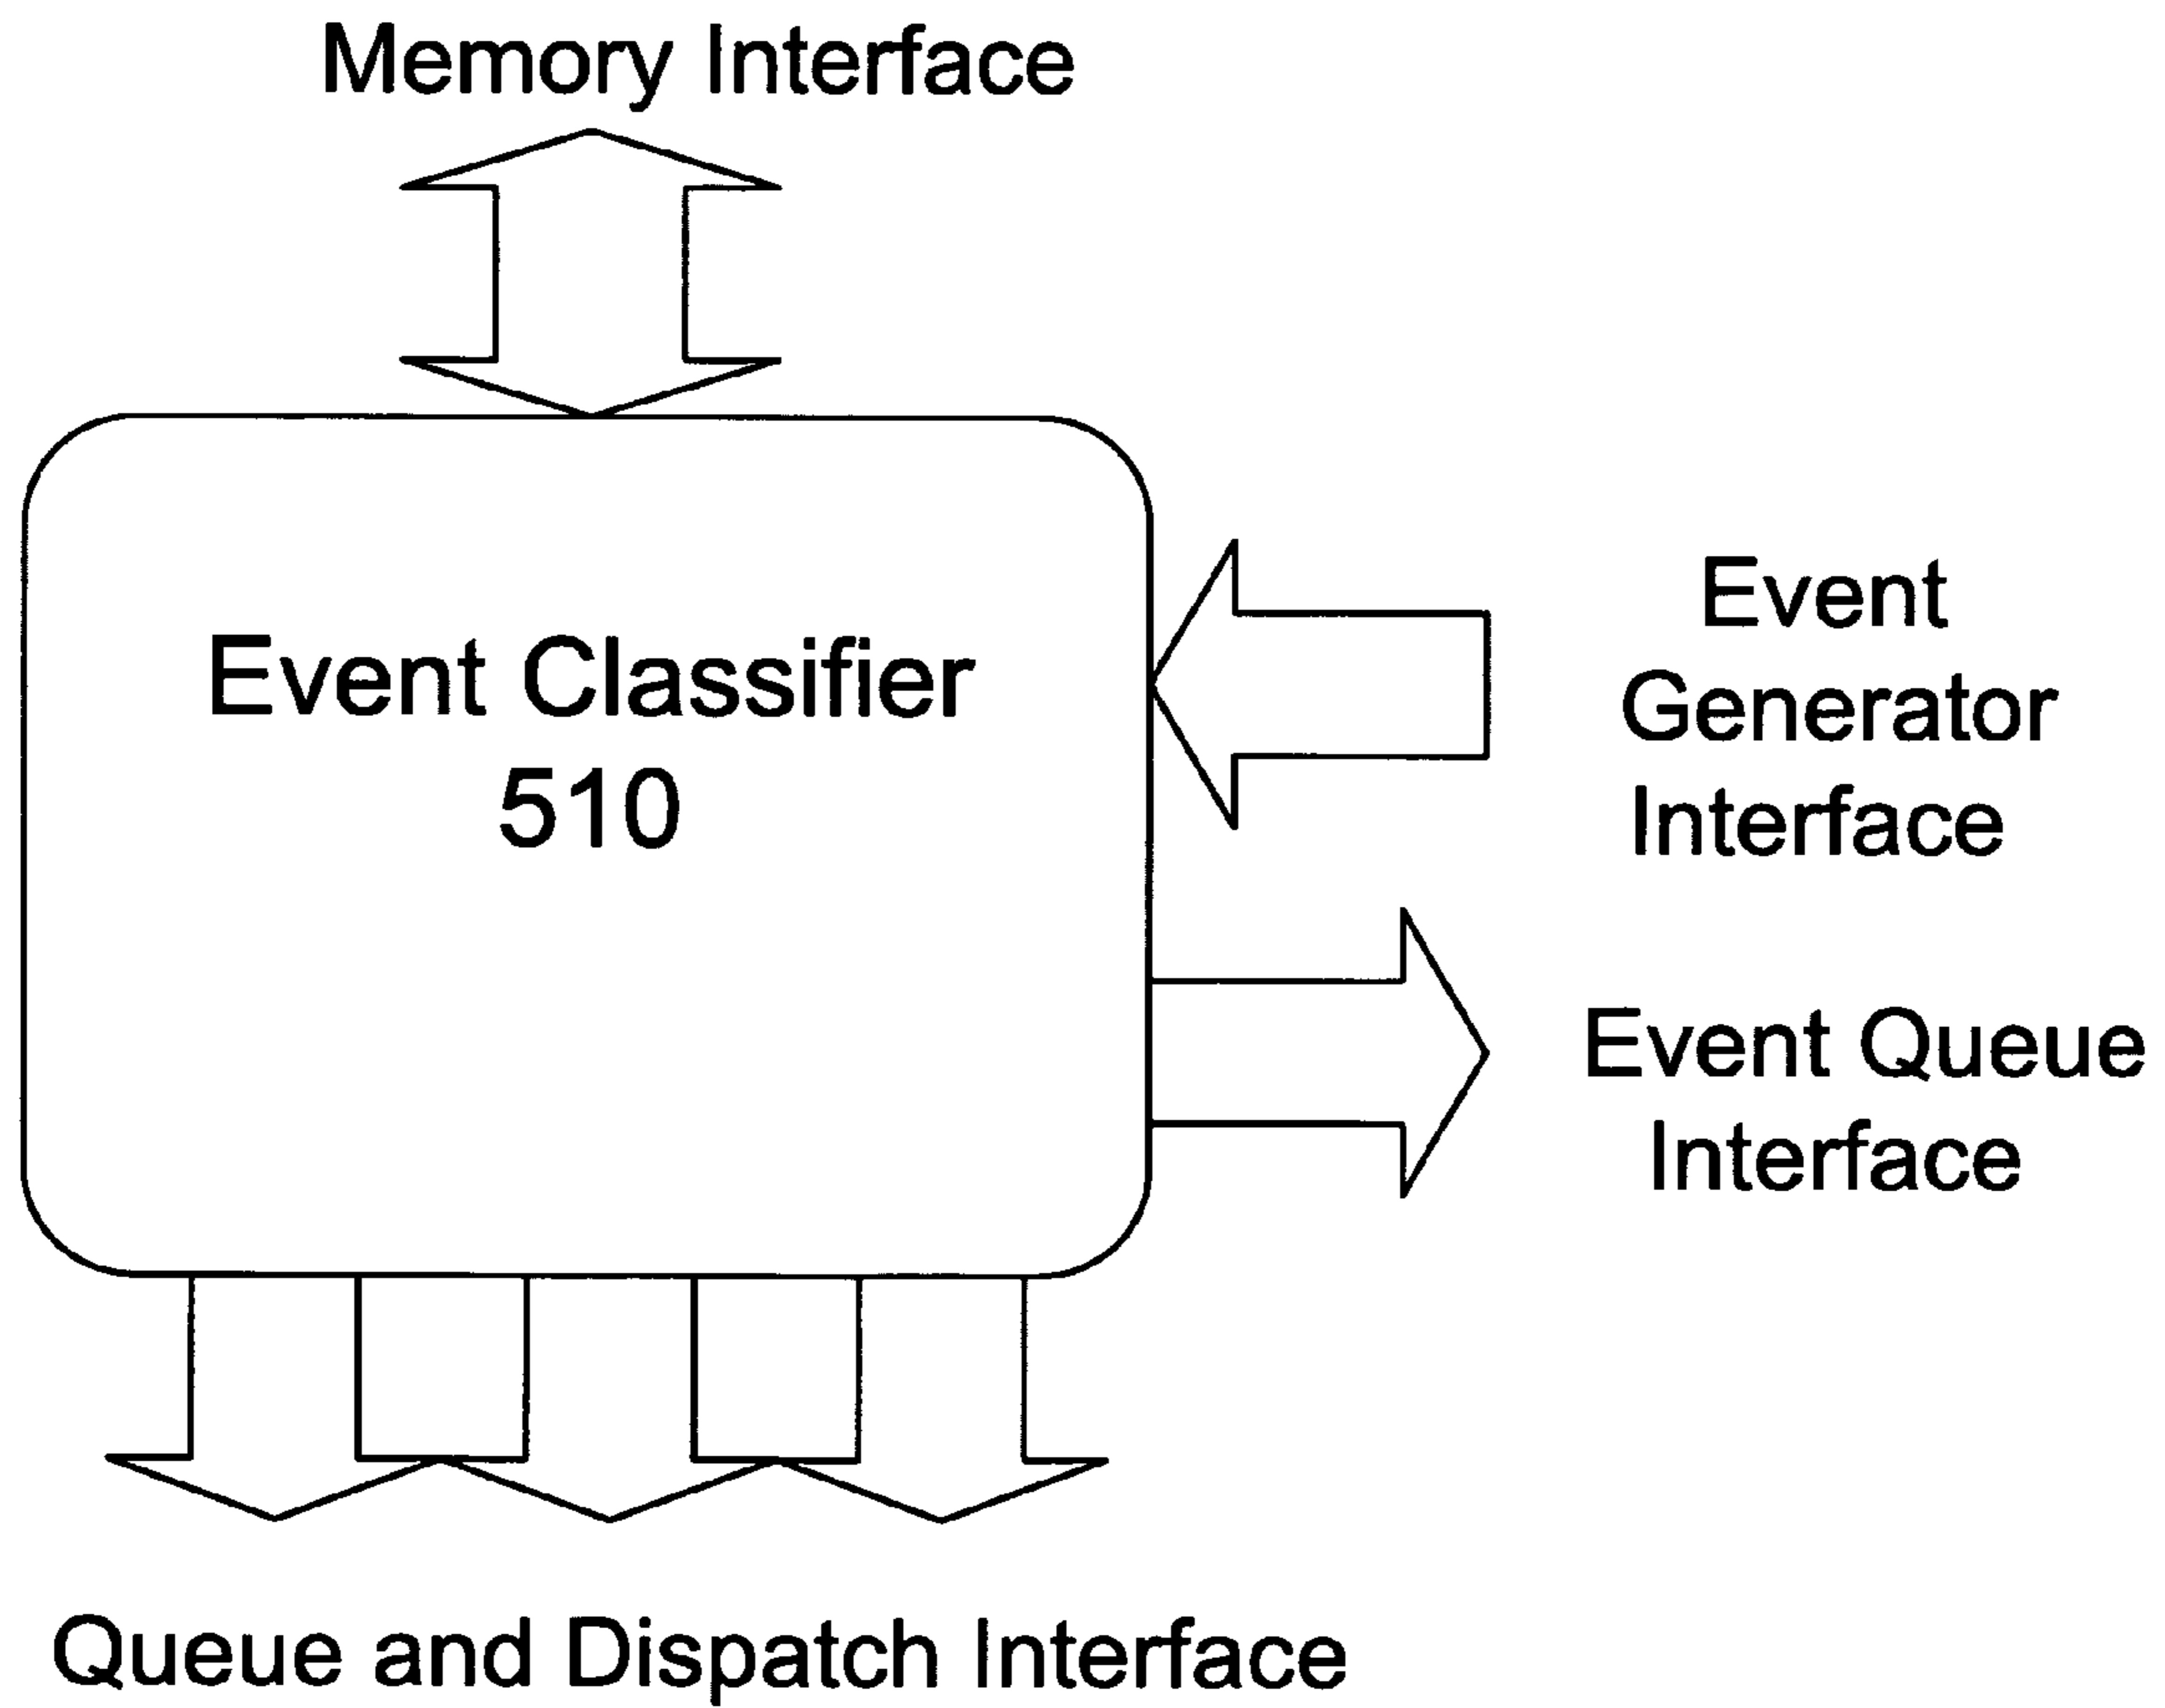 Memory Interface
Event Classifier
510
Event
Generator
Interface
Event Queue
Interface
Queue and Dispatch Interface